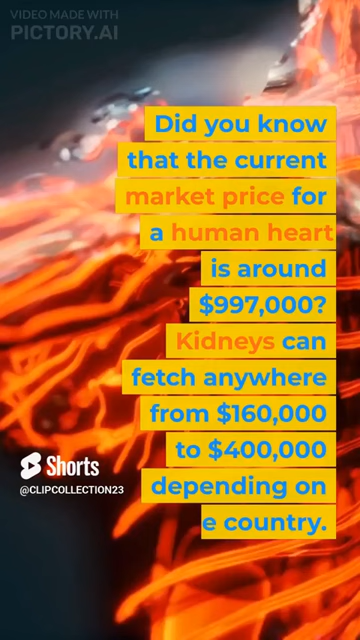 VIDEO MADE WITH
PICTORY.AI
Did you know
that the current
market price for
a human heart
is around
$997,000?
Kidneys can
fetch anywhere
from $160,000
to $400,000
depending on
e country.
Shorts
@CLIPCOLLECTION23